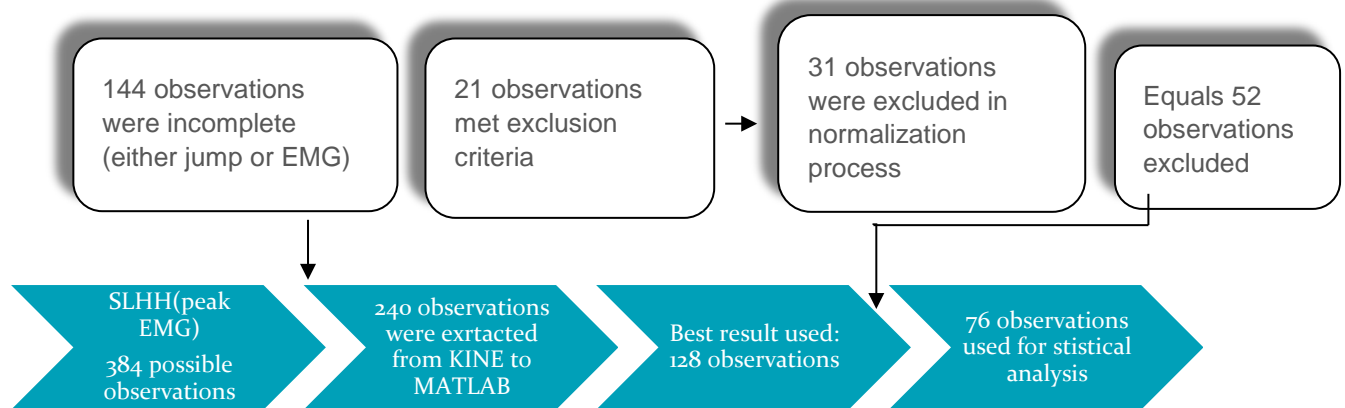 144 observations
were incomplete
(either jump or EMG)
21 observations
met exclusion
criteria
31 observations
were excluded in
normalization
process
Equals 52
observations
excluded
SLHH(peak
EMG)
384 possible
observations
240 observations
were exrtacted
from KINE to
MATLAB
Best result used:
128 observations
76 observations
used for stistical
analysis